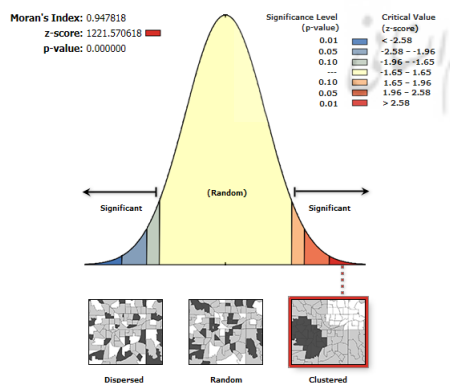 Moran's Index: 0.947818
z-score: 1221.570618
p-value: 0.000000
Significance Level
(p-value)
Critical Value
(z-score)
0.01 < -2.58
0.05 -2.58 – -1.96
0.10 -1.96 – -1.65
--- -1.65 – 1.65
0.10 1.65 – 1.96
0.05 1.96 – 2.58
0.01 > 2.58
(Random)
Significant
Significant
Dispersed
Random
Clustered